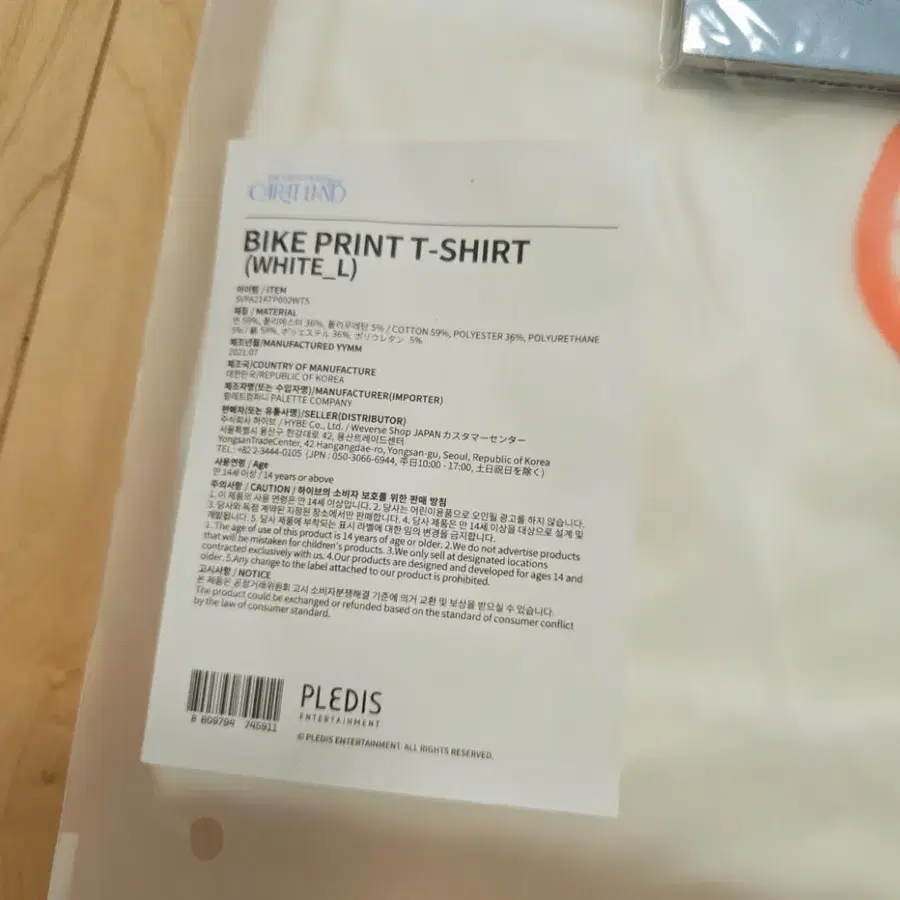 CARAT LAND
BIKE PRINT T-SHIRT
(WHITE_L)
아이템 / ITEM
재질 / MATERIAL
면 59%, 폴리에스터 36%, 폴리우레탄 5% / COTTON 59%, POLYESTER 36%, POLYURETHANE
5% / 綿 59%, ポリエステル 36%, ポリウレタン 5%
제조년월/MANUFACTURED YYMM
2021.07
제조국/COUNTRY OF MANUFACTURE
대한민국/REPUBLIC OF KOREA
제조자명(또는 수입자명)/MANUFACTURER(IMPORTER)
팔레트컴퍼니 PALETTE COMPANY
판매자(또는 유통사명)/SELLER(DISTRIBUTOR)
주식회사 하이브 / HYBE Co., Ltd. / Weverse Shop JAPAN カスタマーセンター
서울특별시 용산구 한강대로 42, 용산트레이드센터
YongsanTradeCenter, 42 Hangangdae-ro, Yongsan-gu, Seoul, Republic of Korea
TEL : +82 2-3444-0105 (JPN : 050-3066-6944, 平日10:00 - 17:00, 土日祝日を除く)
사용연령 / Age
만 14세 이상 / 14 years or above
주의사항 / CAUTION / 하이브의 소비자 보호를 위한 판매 방침
1. 이 제품의 사용 연령은 만 14세 이상입니다. 2. 당사는 어린이용품으로 오인될 광고를 하지 않습니다.
3. 당사와 독점 계약된 지정된 장소에서만 판매합니다. 4. 당사 제품은 만 14세 이상을 대상으로 설계 및
개발됩니다. 5. 당사 제품에 부착되는 표시 라벨에 대한 임의 변경을 금지합니다.
1.The age of use of this product is 14 years of age or older. 2.We do not advertise products
that will be mistaken for children's products. 3.We only sell at designated locations
contracted exclusively with us. 4.Our products are designed and developed for ages 14 and
older. 5.Any change to the label attached to our product is prohibited.
고시사항 / NOTICE
본 제품은 공정거래위원회 고시 소비자분쟁해결 기준에 의거 교환 및 보상을 받으실 수 있습니다.
The product could be exchanged or refunded based on the standard of consumer conflict
by the law of consumer standard.
8 809794 745911
PLEDIS
ENTERTAINMENT
© PLEDIS ENTERTAINMENT. ALL RIGHTS RESERVED.